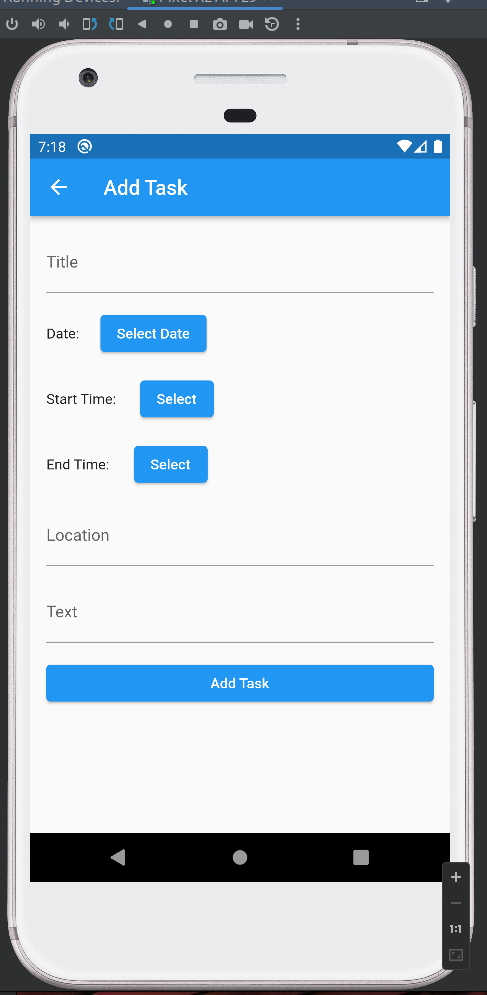 7:18
Add Task
Title
Date: Select Date
Start Time: Select
End Time: Select
Location
Text
Add Task
1:1